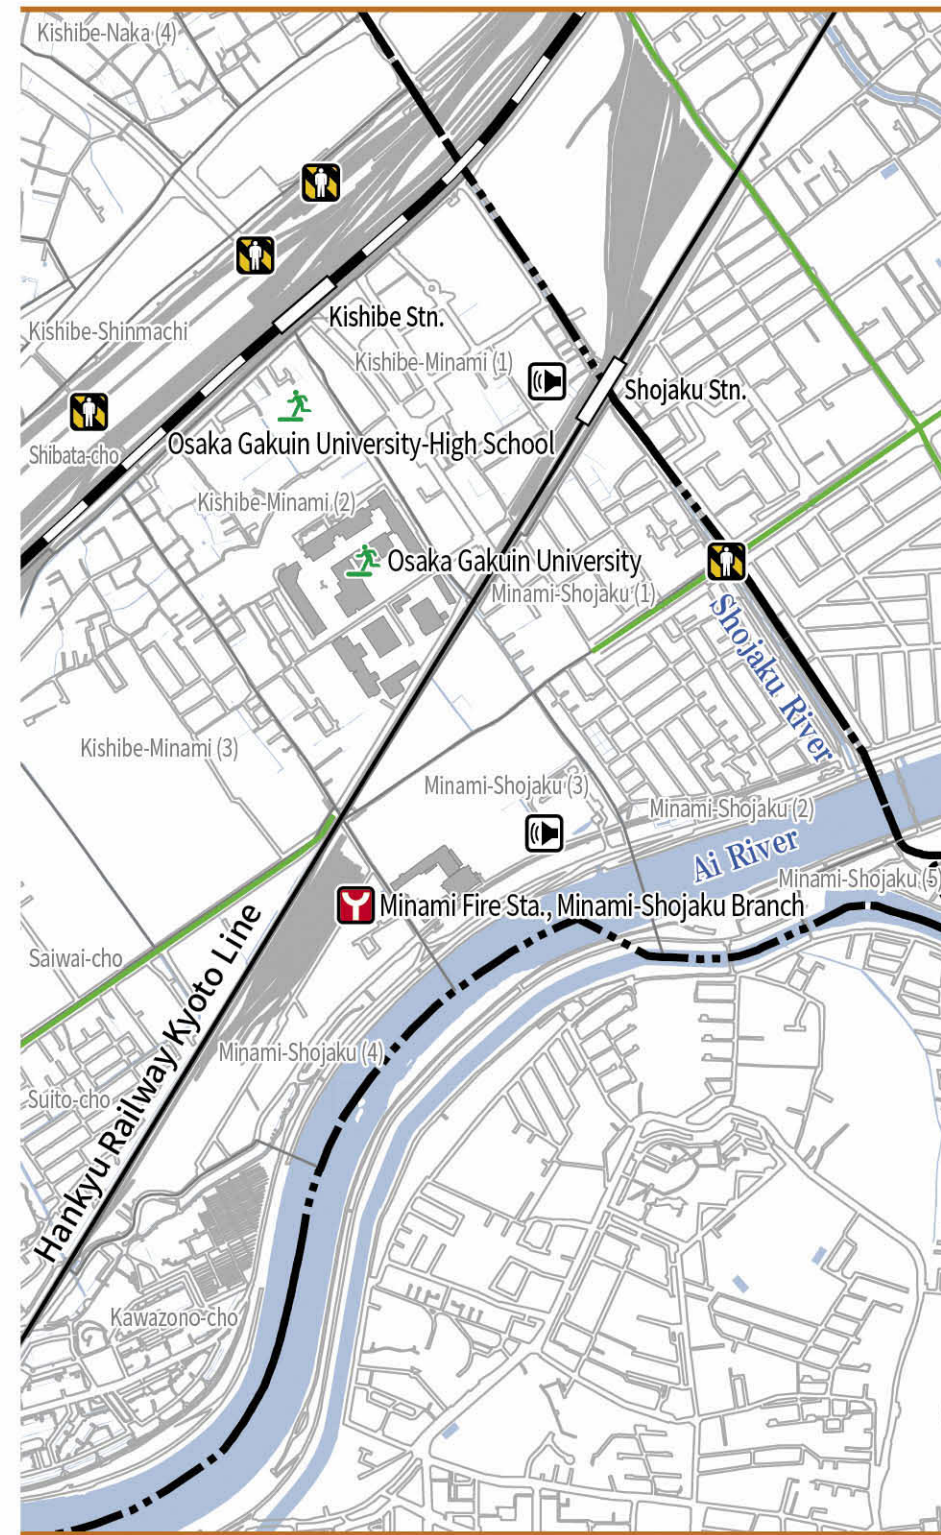 Kishibe-Naka (4)
Kishibe Stn.
Kishibe-Shinmachi
Kishibe-Minami (1)
Shojaku Stn.
Osaka Gakuin University-High School
Shibata-cho
Kishibe-Minami (2)
Osaka Gakuin University
Minami-Shojaku (1)
Shojaku River
Kishibe-Minami (3)
Minami-Shojaku (3)
Minami-Shojaku (2)
Ai River
Minami-Shojaku (5)
Minami Fire Sta., Minami-Shojaku Branch
Hankyu Railway Kyoto Line
Saiwai-cho
Minami-Shojaku (4)
Suito-cho
Kawazono-cho